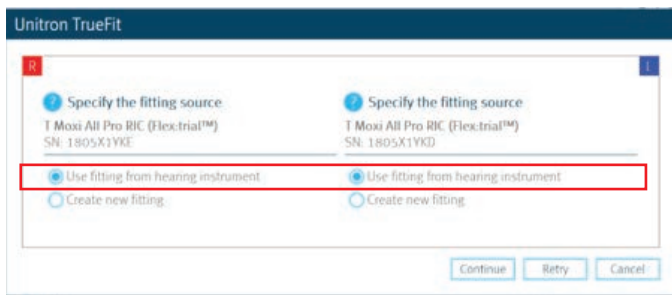 Unitron TrueFit
R
L
Specify the fitting source
T Moxi All Pro RIC (Flex:trial™)
SN: 1805X1YKE
Use fitting from hearing instrument
Create new fitting
Specify the fitting source
T Moxi All Pro RIC (Flex:trial™)
SN: 1805X1YKD
Use fitting from hearing instrument
Create new fitting
Continue
Retry
Cancel